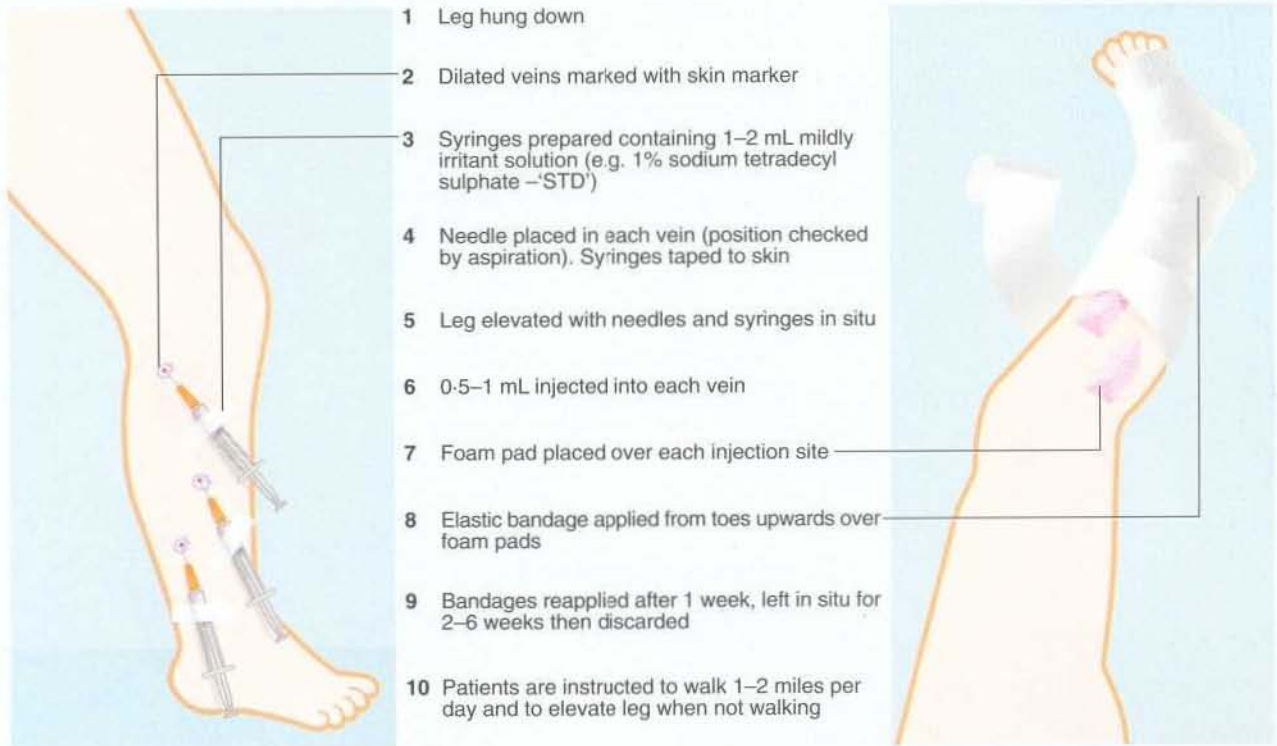 1 Leg hung down
2 Dilated veins marked with skin marker
3 Syringes prepared containing 1–2 mL mildly
irritant solution (e.g. 1% sodium tetradecyl
sulphate –‘STD’)
4 Needle placed in each vein (position checked
by aspiration). Syringes taped to skin
5 Leg elevated with needles and syringes in situ
6 0·5–1 mL injected into each vein
7 Foam pad placed over each injection site
8 Elastic bandage applied from toes upwards over
foam pads
9 Bandages reapplied after 1 week, left in situ for
2–6 weeks then discarded
10 Patients are instructed to walk 1–2 miles per
day and to elevate leg when not walking